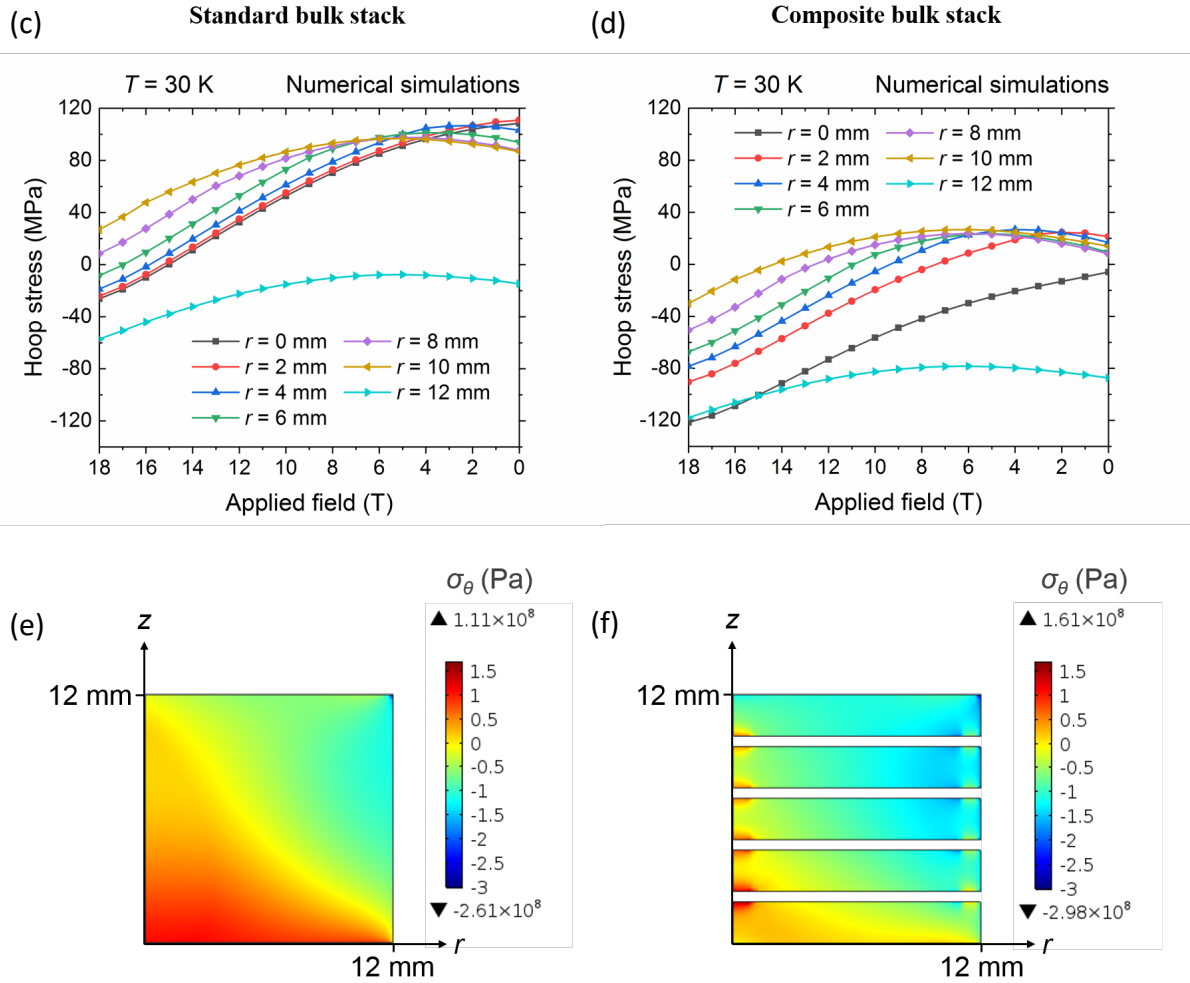 (c)
Standard bulk stack
(d)
Composite bulk stack
T = 30 K
Numerical simulations
120
80
40
0
-40
-80
-120
Hoop stress (MPa)
r = 0 mm
r = 2 mm
r = 4 mm
r = 6 mm
r = 8 mm
r = 10 mm
r = 12 mm
18 16 14 12 10 8 6 4 2 0
Applied field (T)
T = 30 K
Numerical simulations
120
80
40
0
-40
-80
-120
Hoop stress (MPa)
r = 0 mm
r = 2 mm
r = 4 mm
r = 6 mm
r = 8 mm
r = 10 mm
r = 12 mm
18 16 14 12 10 8 6 4 2 0
Applied field (T)
(e)
z
12 mm
r
12 mm
σθ (Pa)
▲ 1.11×10⁸
1.5
1
0.5
0
-0.5
-1
-1.5
-2
-2.5
-3
▼ -2.61×10⁸
(f)
z
12 mm
r
12 mm
σθ (Pa)
▲ 1.61×10⁸
1.5
1
0.5
0
-0.5
-1
-1.5
-2
-2.5
-3
▼ -2.98×10⁸